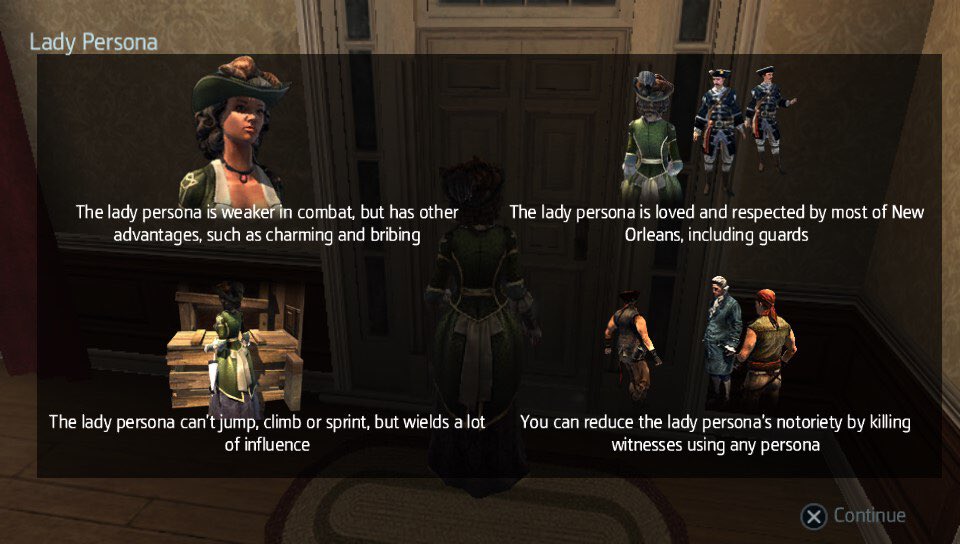 Lady Persona
The lady persona is weaker in combat, but has other
advantages, such as charming and bribing
The lady persona is loved and respected by most of New
Orleans, including guards
The lady persona can't jump, climb or sprint, but wields a lot
of influence
You can reduce the lady persona's notoriety by killing
witnesses using any persona
Continue